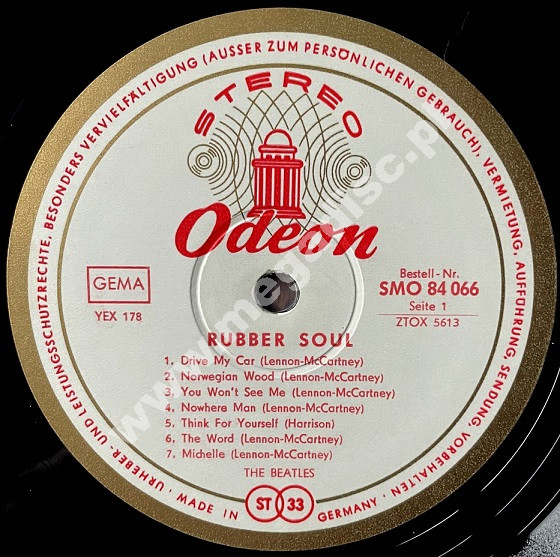 URHEBER- UND LEISTUNGSSCHUTZRECHTE, BESONDERS VERVIELFÄLTIGUNG (AUSSER ZUM PERSÖNLICHEN GEBRAUCH), VERMIETUNG, AUFFÜHRUNG, SENDUNG, VORBEHALTEN · MADE IN GERMANY ·
STEREO
Odeon
GEMA
YEX 178
Bestell-Nr.
SMO 84 066
Seite 1
ZTOX 5613
RUBBER SOUL
1. Drive My Car (Lennon-McCartney)
2. Norwegian Wood (Lennon-McCartney)
3. You Won't See Me (Lennon-McCartney)
4. Nowhere Man (Lennon-McCartney)
5. Think For Yourself (Harrison)
6. The Word (Lennon-McCartney)
7. Michelle (Lennon-McCartney)
THE BEATLES
ST 33